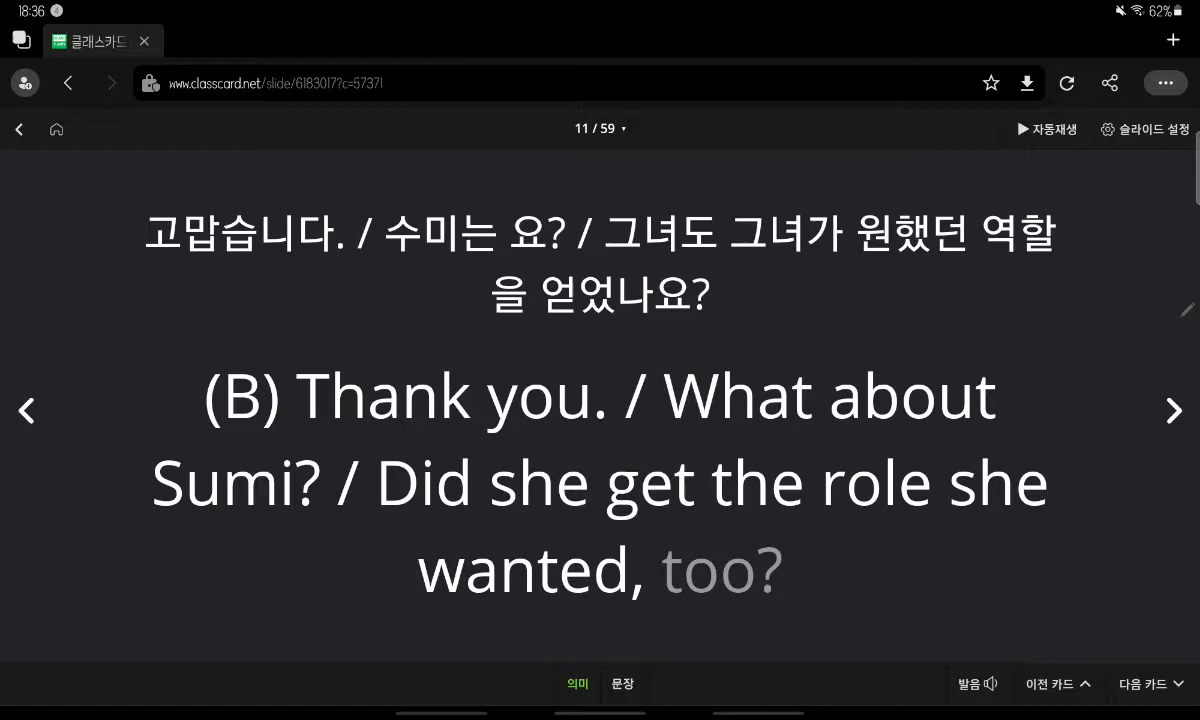 18:36 4 62%
클래스카드
www.classcard.net/slide/6183017?c=57371
11 / 59
자동재생
슬라이드 설정
고맙습니다. / 수미는 요? / 그녀도 그녀가 원했던 역할
을 얻었나요?
(B) Thank you. / What about
Sumi? / Did she get the role she
wanted, too?
의미 문장 발음 이전 카드 다음 카드